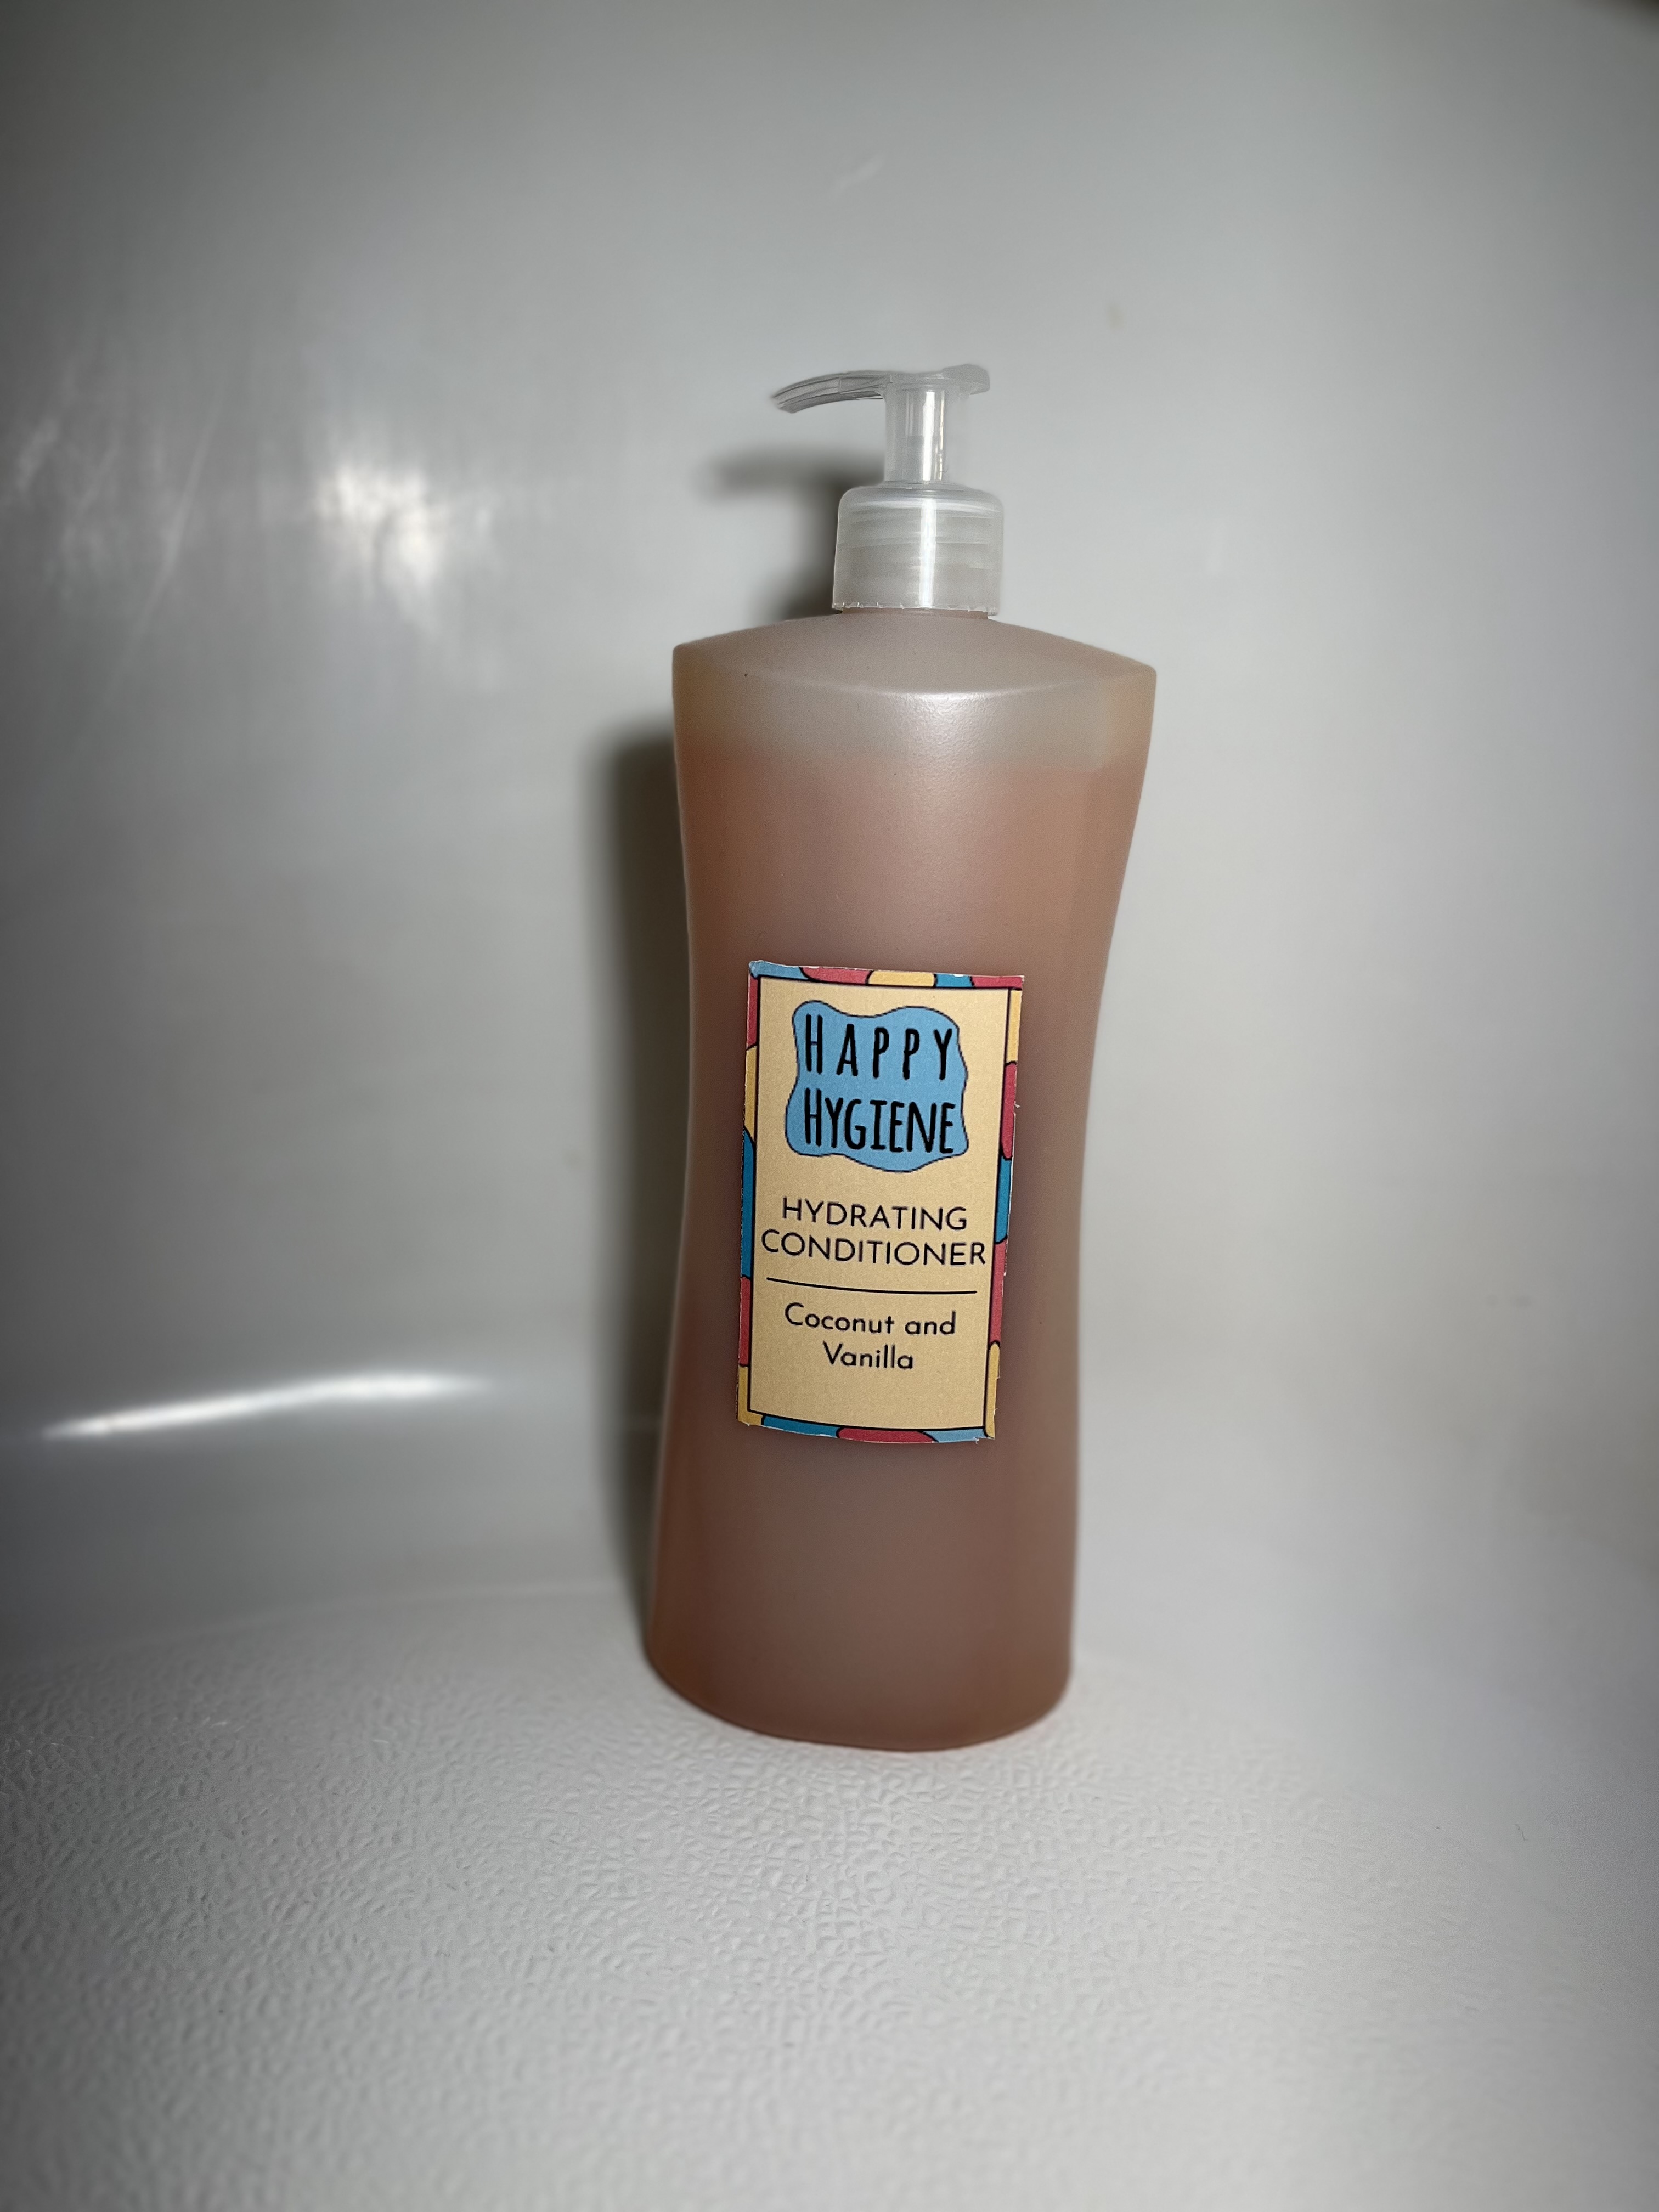 HAPPY
HYGIENE
HYDRATING
CONDITIONER
Coconut and
Vanilla